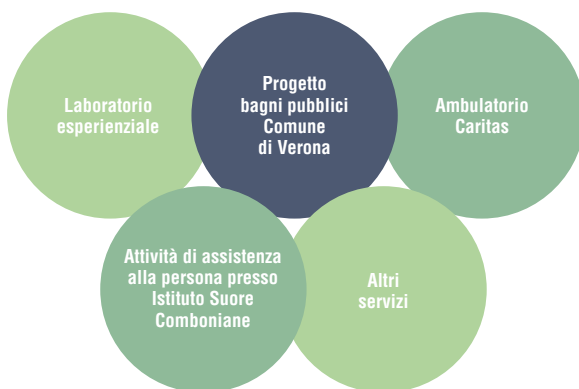 Laboratorio
esperienziale
Progetto
bagni pubblici
Comune
di Verona
Ambulatorio
Caritas
Attività di assistenza
alla persona presso
Istituto Suore
Comboniane
Altri
servizi